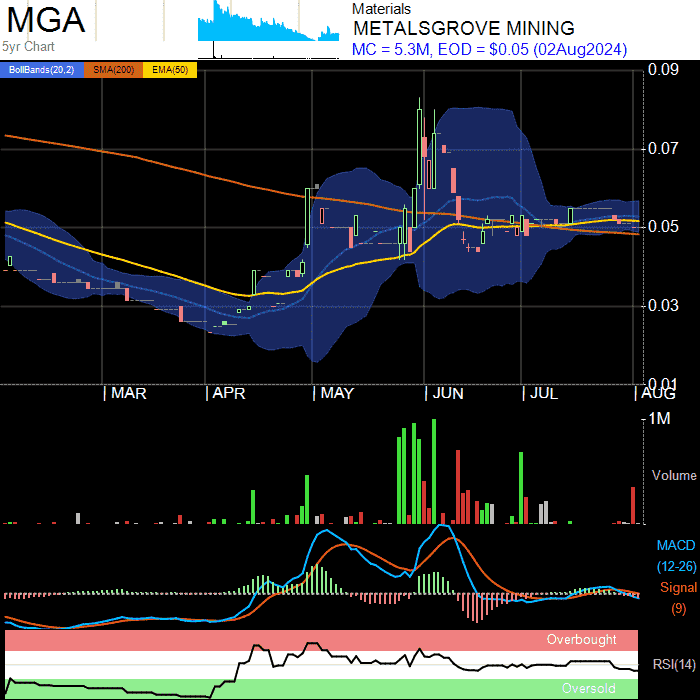 MGA
5yr Chart
Materials
METALSGROVE MINING
MC = 5.3M, EOD = $0.05 (02Aug2024)
BollBands(20,2) SMA(200) EMA(50)
0.09
0.07
0.05
0.03
0.01
| MAR | APR | MAY | JUN | JUL | AUG
1M
Volume
MACD
(12-26)
Signal
(9)
Overbought
RSI(14)
Oversold